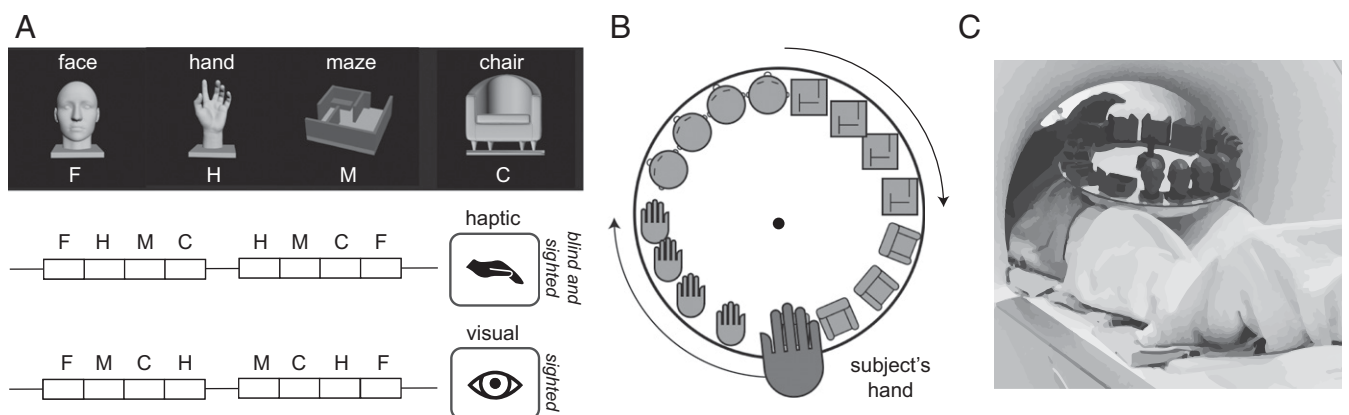 A
face hand maze chair
F H M C
F H M C H M C F
haptic
blind and
sighted
F M C H M C H F
visual
sighted
B
subject's
hand
C